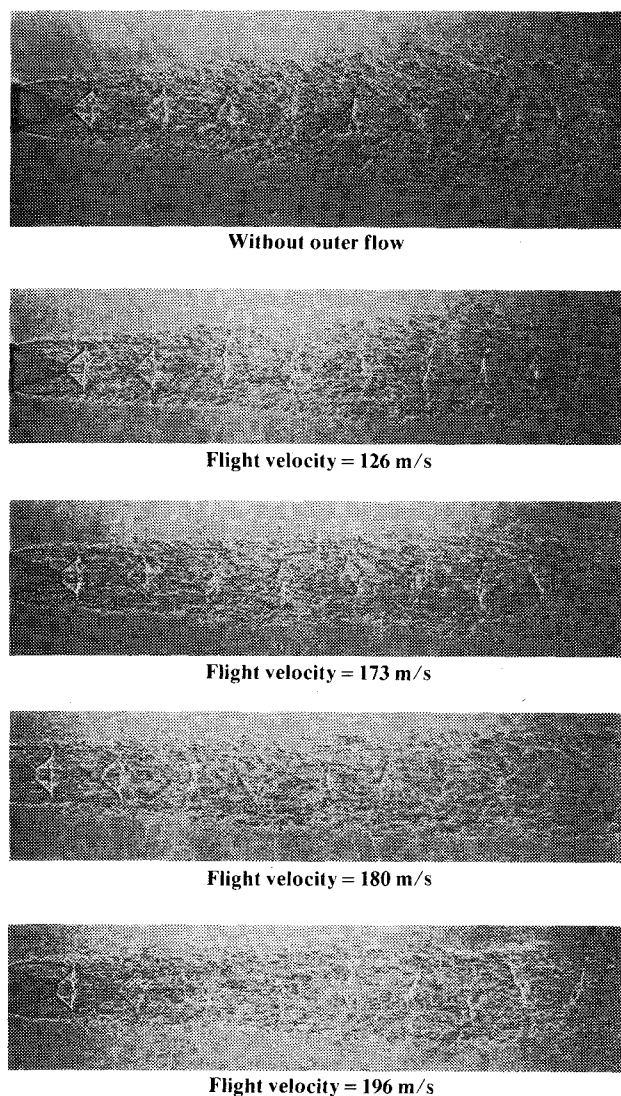 Without outer flow
Flight velocity = 126 m/s
Flight velocity = 173 m/s
Flight velocity = 180 m/s
Flight velocity = 196 m/s